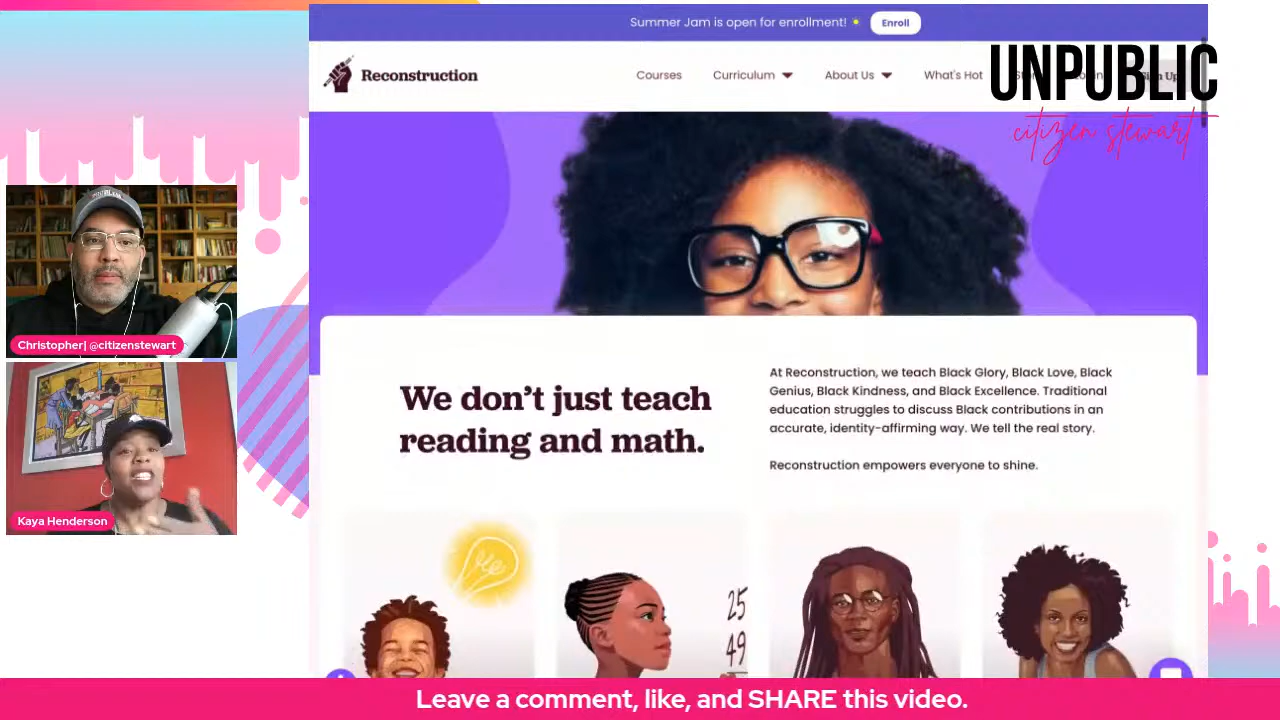 Summer Jam is open for enrollment!
Enroll
UNPUBLIC
citizen stewart
Reconstruction
Courses
Curriculum
About Us
What's Hot
Christopher| @citizenstewart
Kaya Henderson
We don't just teach
reading and math.
At Reconstruction, we teach Black Glory, Black Love, Black
Genius, Black Kindness, and Black Excellence. Traditional
education struggles to discuss Black contributions in an
accurate, identity-affirming way. We tell the real story.
Reconstruction empowers everyone to shine.
25
49
Leave a comment, like, and SHARE this video.